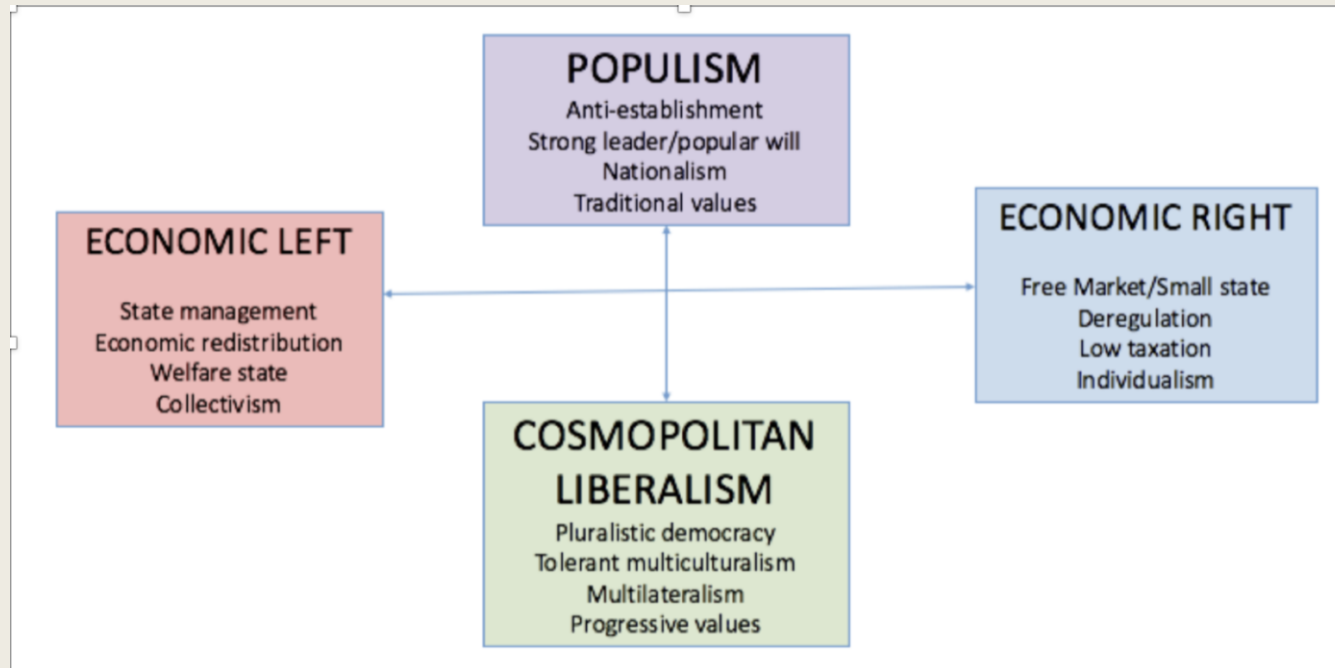 POPULISM
Anti-establishment
Strong leader/popular will
Nationalism
Traditional values
ECONOMIC LEFT
State management
Economic redistribution
Welfare state
Collectivism
ECONOMIC RIGHT
Free Market/Small state
Deregulation
Low taxation
Individualism
COSMOPOLITAN
LIBERALISM
Pluralistic democracy
Tolerant multiculturalism
Multilateralism
Progressive values